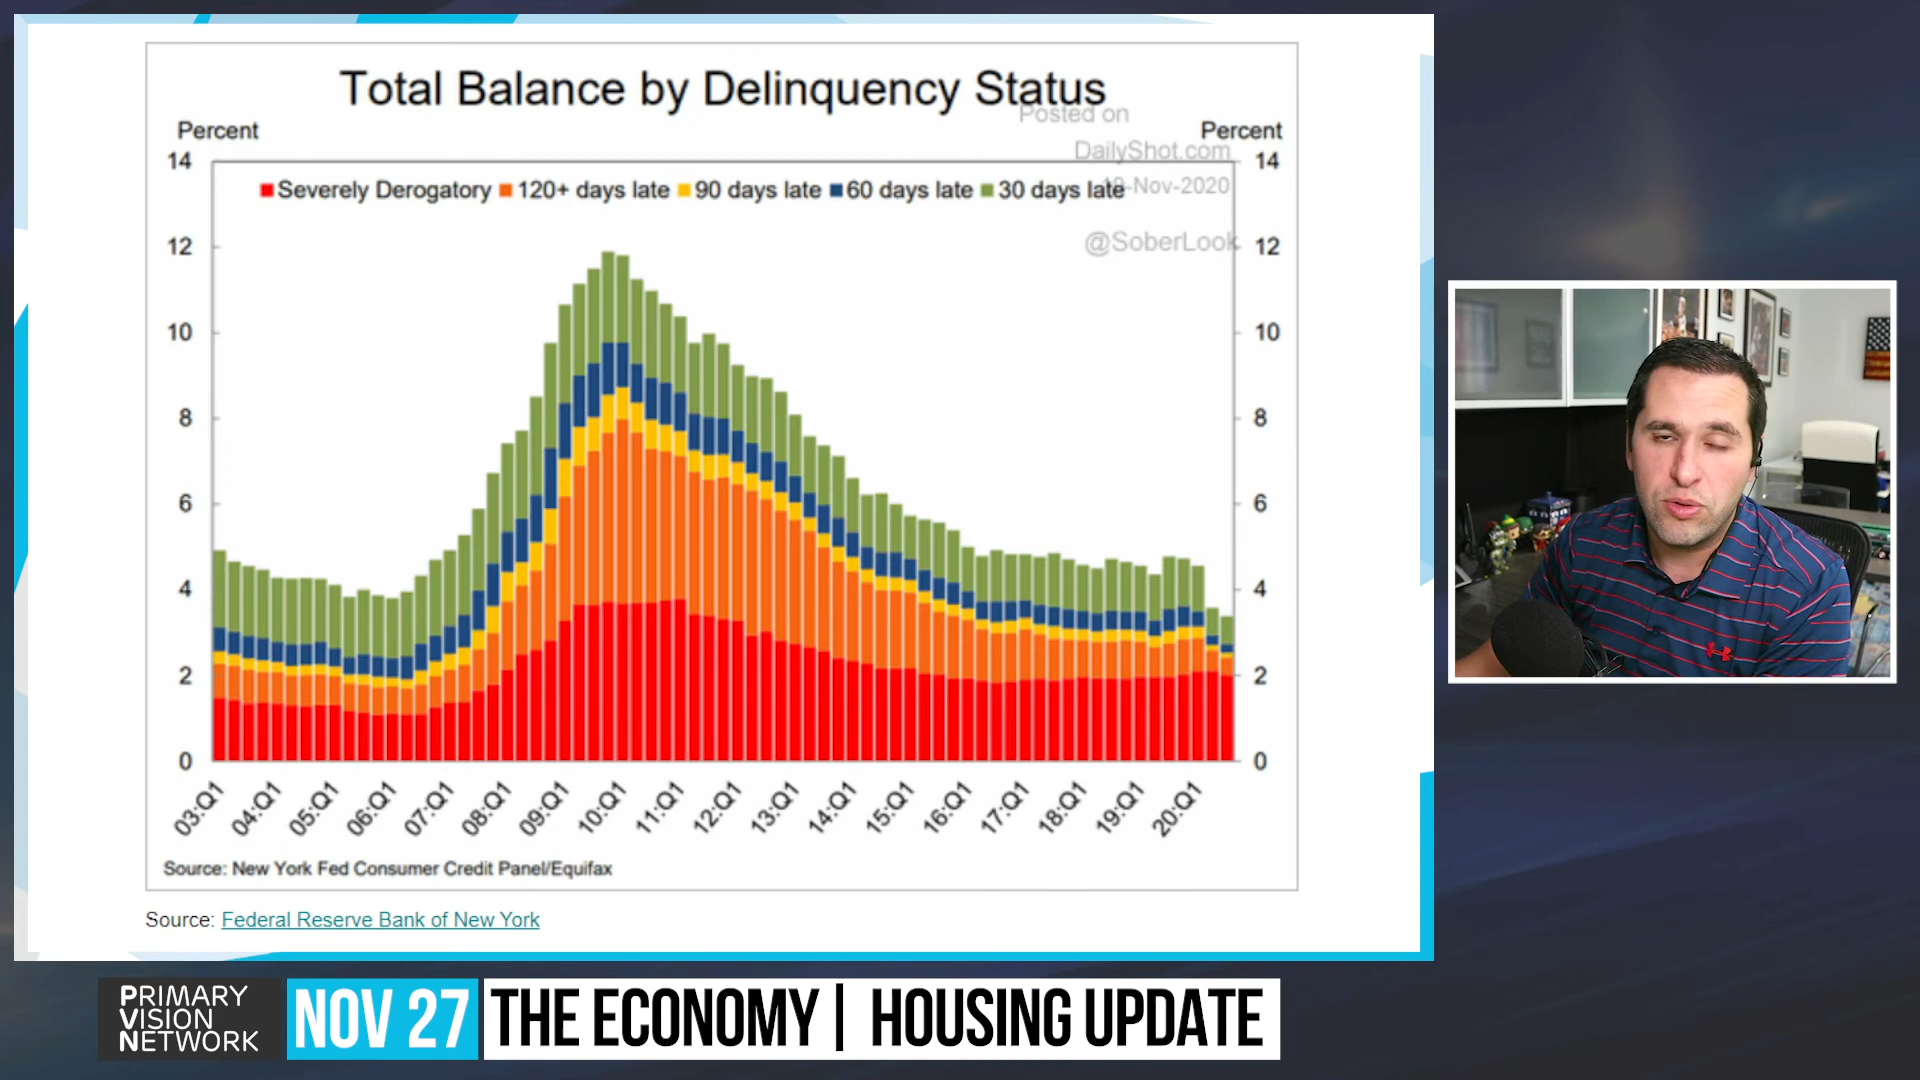 Total Balance by Delinquency Status
Posted on
Percent
Percent
DailyShot.com
14
14
Severely Derogatory 120+ days late 90 days late 60 days late 30 days late
-Nov-2020
12
@SoberLook
12
10
10
8
8
6
6
4
4
2
2
0
0
03:Q1 04:Q1 05:Q1 06:Q1 07:Q1 08:Q1 09:Q1 10:Q1 11:Q1 12:Q1 13:Q1 14:Q1 15:Q1 16:Q1 17:Q1 18:Q1 19:Q1 20:Q1
Source: New York Fed Consumer Credit Panel/Equifax
Source: Federal Reserve Bank of New York
PRIMARY
VISION
NETWORK
NOV 27
THE ECONOMY | HOUSING UPDATE